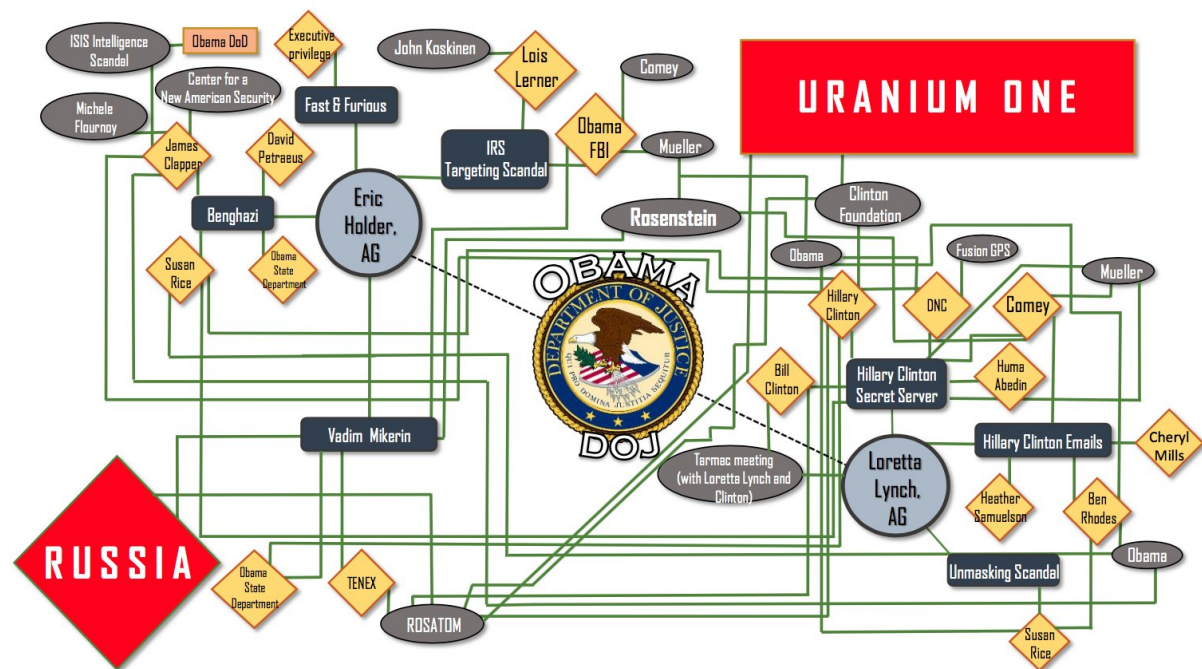 ISIS Intelligence
Scandal
Obama DoD
Executive
privilege
John Koskinen
Lois
Lerner
Comey
URANIUM ONE
Center for a
New American Security
Michele
Flournoy
Fast & Furious
James
Clapper
David
Petraeus
IRS
Targeting Scandal
Obama
FBI
Mueller
Benghazi
Eric
Holder,
AG
Rosenstein
Clinton
Foundation
Susan
Rice
Obama
State
Department
OBAMA
DEPARTMENT OF JUSTICE
QUI PRO DOMINA JUSTITIA SEQUITUR
DOJ
Obama
Fusion GPS
Mueller
Hillary
Clinton
DNC
Comey
Bill
Clinton
Hillary Clinton
Secret Server
Huma
Abedin
Vadim Mikerin
Tarmac meeting
(with Loretta Lynch and
Clinton)
Loretta
Lynch,
AG
Hillary Clinton Emails
Cheryl
Mills
Heather
Samuelson
Ben
Rhodes
RUSSIA
Obama
State
Department
TENEX
ROSATOM
Unmasking Scandal
Obama
Susan
Rice